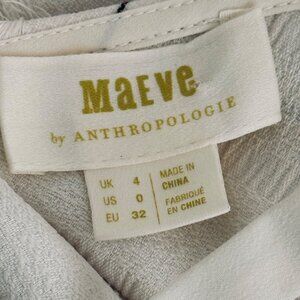 MaEVe
by ANTHROPOLOGIE
UK 4
US 0
EU 32
MADE IN
CHINA
FABRIQUÉ
EN CHINE